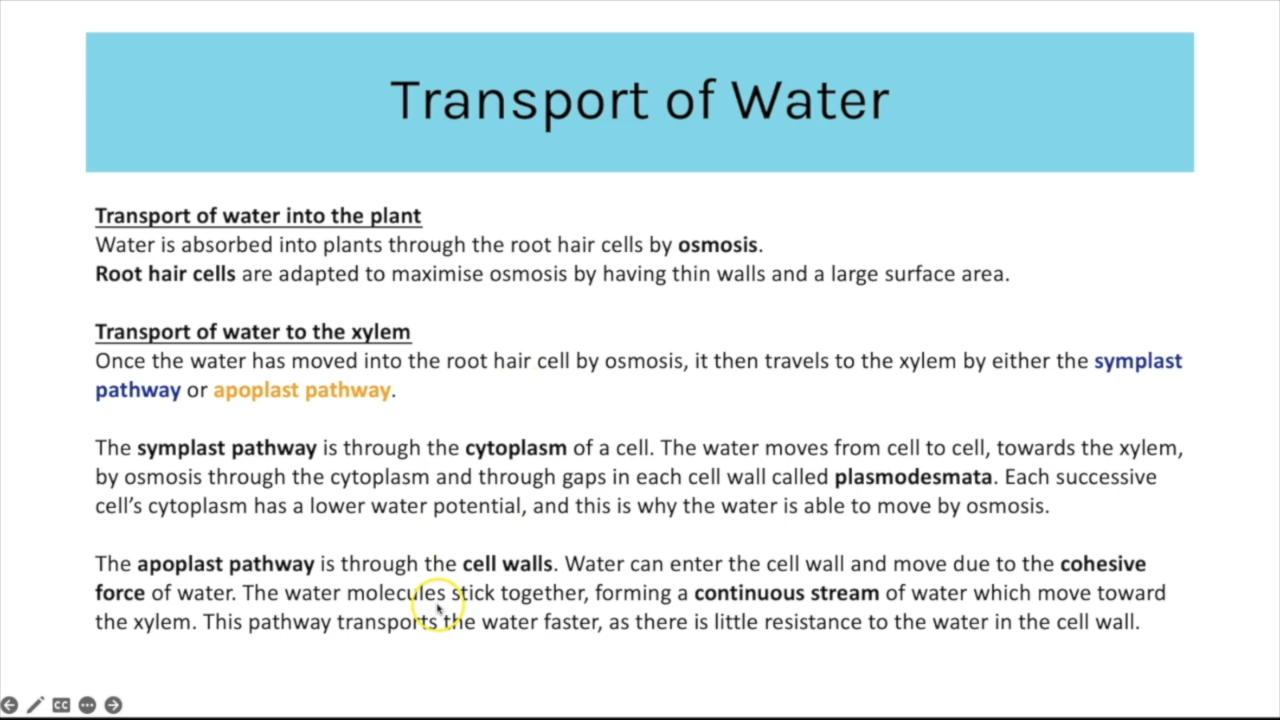 Transport of Water
Transport of water into the plant
Water is absorbed into plants through the root hair cells by osmosis.
Root hair cells are adapted to maximise osmosis by having thin walls and a large surface area.
Transport of water to the xylem
Once the water has moved into the root hair cell by osmosis, it then travels to the xylem by either the symplast
pathway or apoplast pathway.
The symplast pathway is through the cytoplasm of a cell. The water moves from cell to cell, towards the xylem,
by osmosis through the cytoplasm and through gaps in each cell wall called plasmodesmata. Each successive
cell's cytoplasm has a lower water potential, and this is why the water is able to move by osmosis.
The apoplast pathway is through the cell walls. Water can enter the cell wall and move due to the cohesive
force of water. The water molecules stick together, forming a continuous stream of water which move toward
the xylem. This pathway transports the water faster, as there is little resistance to the water in the cell wall.
CC